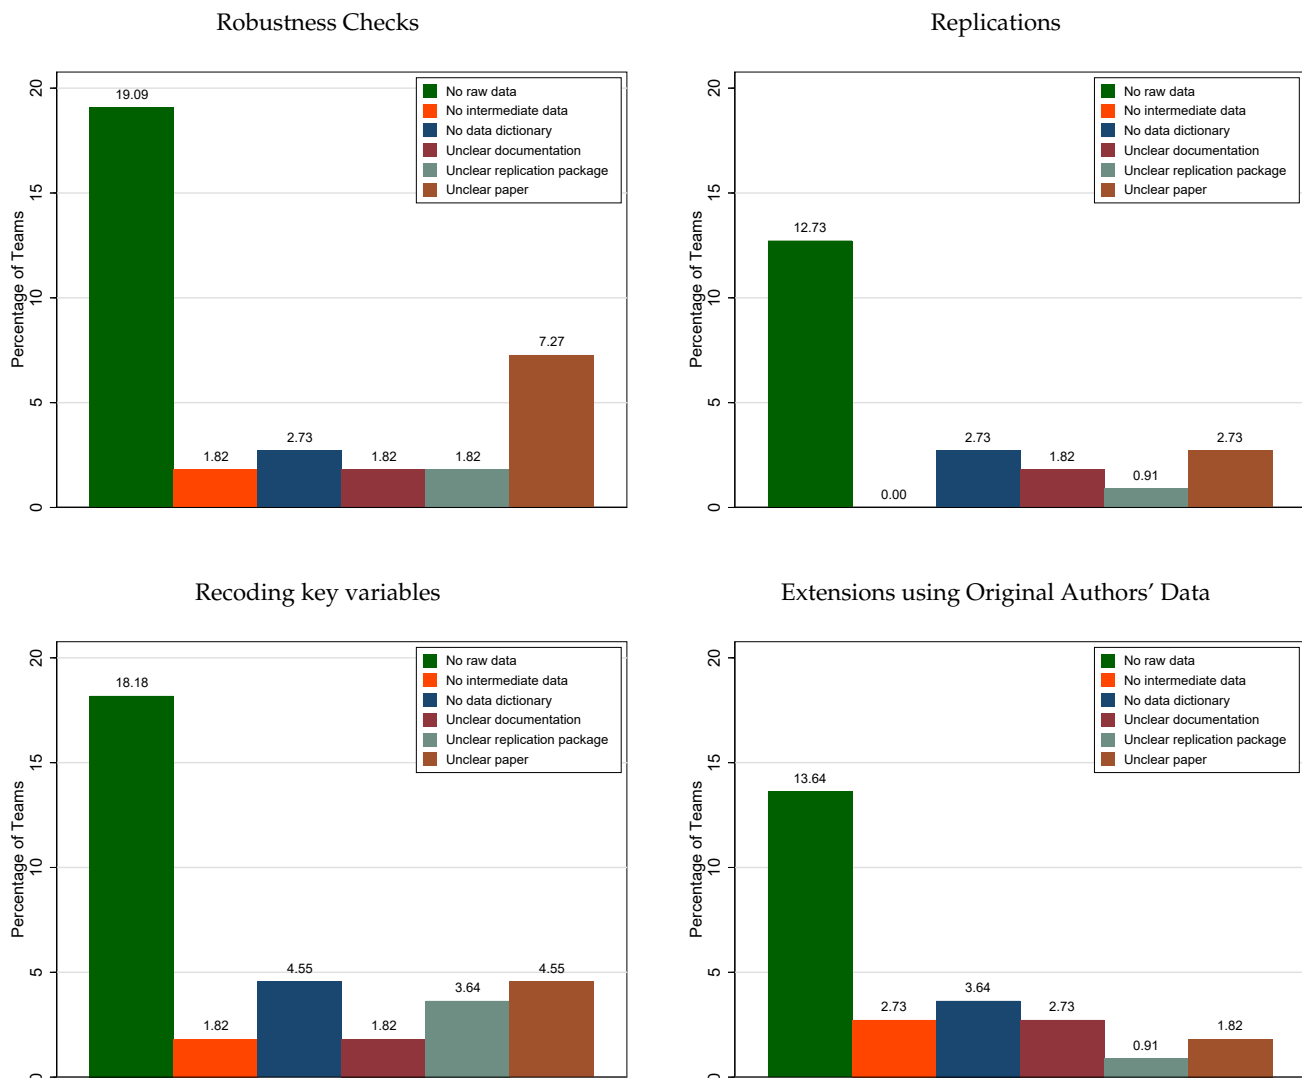 Robustness Checks
Percentage of Teams
20
15
10
5
0
19.09
1.82
2.73
1.82
1.82
7.27
No raw data
No intermediate data
No data dictionary
Unclear documentation
Unclear replication package
Unclear paper
Replications
Percentage of Teams
20
15
10
5
0
12.73
0.00
2.73
1.82
0.91
2.73
No raw data
No intermediate data
No data dictionary
Unclear documentation
Unclear replication package
Unclear paper
Recoding key variables
Percentage of Teams
20
15
10
5
0
18.18
1.82
4.55
1.82
3.64
4.55
No raw data
No intermediate data
No data dictionary
Unclear documentation
Unclear replication package
Unclear paper
Extensions using Original Authors’ Data
Percentage of Teams
20
15
10
5
0
13.64
2.73
3.64
2.73
0.91
1.82
No raw data
No intermediate data
No data dictionary
Unclear documentation
Unclear replication package
Unclear paper